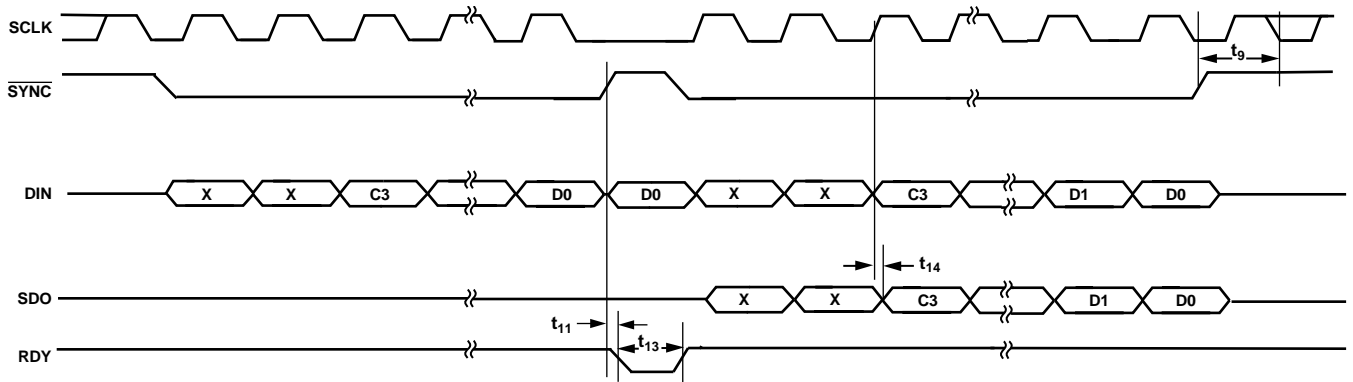 SCLK
t9
SYNC
DIN X X C3 D0 D0 X X C3 D1 D0
t14
SDO X X C3 D1 D0
t11 t13
RDY